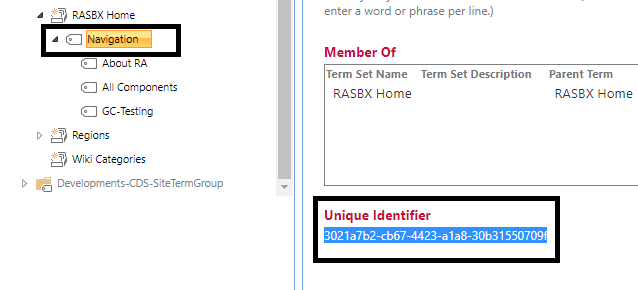 RASBX Home
Navigation
About RA
All Components
GC-Testing
Regions
Wiki Categories
Developments-CDS-SiteTermGroup
enter a word or phrase per line.)
Member Of
Term Set Name Term Set Description Parent Term
RASBX Home RASBX Home
Unique Identifier
3021a7b2-cb67-4423-a1a8-30b31550709f